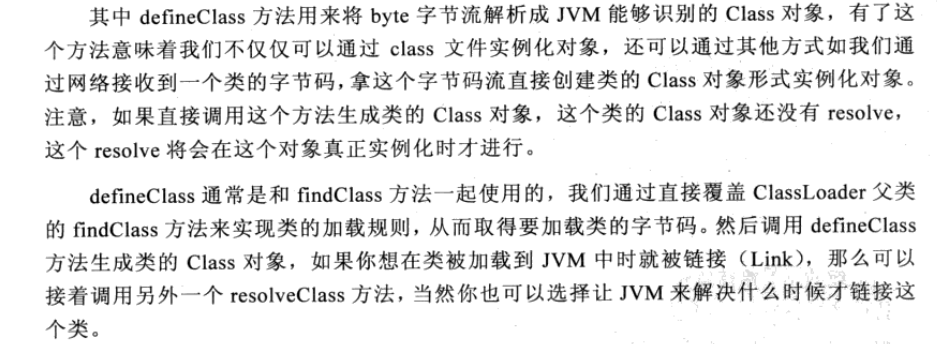 其中 defineClass 方法用来将 byte 字节流解析成 JVM 能够识别的 Class 对象，有了这
个方法意味着我们不仅仅可以通过 class 文件实例化对象，还可以通过其他方式如我们通
过网络接收到一个类的字节码，拿这个字节码流直接创建类的 Class 对象形式实例化对象。
注意，如果直接调用这个方法生成类的 Class 对象，这个类的 Class 对象还没有 resolve，
这个 resolve 将会在这个对象真正实例化时才进行。
defineClass 通常是和 findClass 方法一起使用的，我们通过直接覆盖 ClassLoader 父类
的 findClass 方法来实现类的加载规则，从而取得要加载类的字节码。然后调用 defineClass
方法生成类的 Class 对象，如果你想在类被加载到 JVM 中时就被链接（Link），那么可以
接着调用另外一个 resolveClass 方法，当然你也可以选择让 JVM 来解决什么时候才链接这
个类。